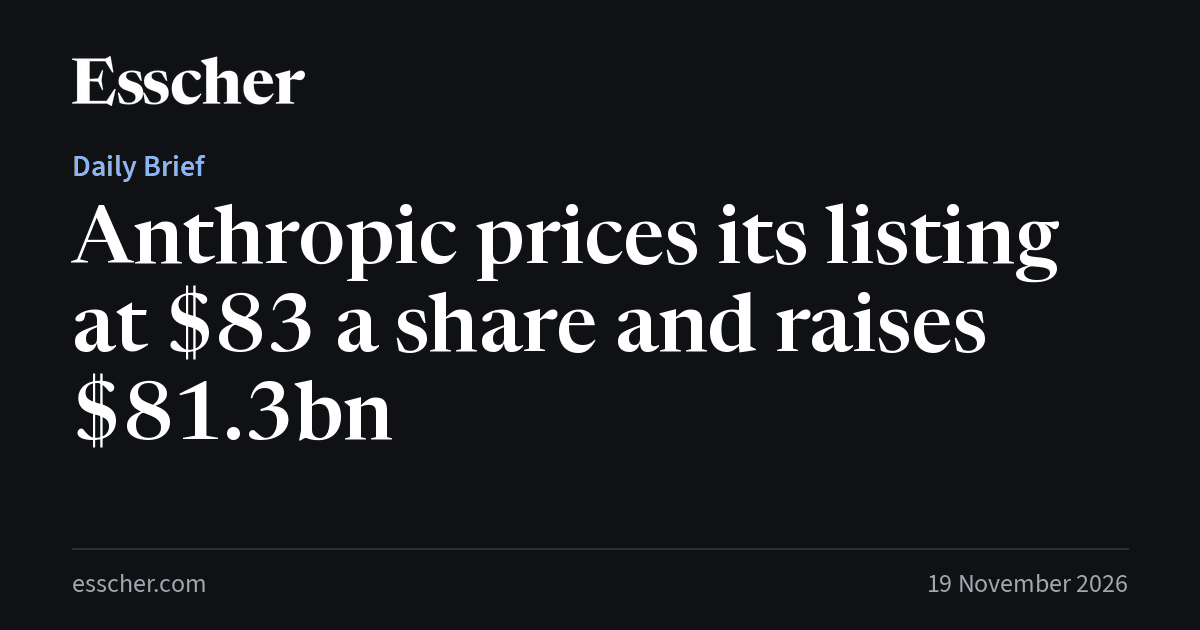 Esscher
Daily Brief
Anthropic prices its listing
at $83 a share and raises
$81.3bn
esscher.com
19 November 2026